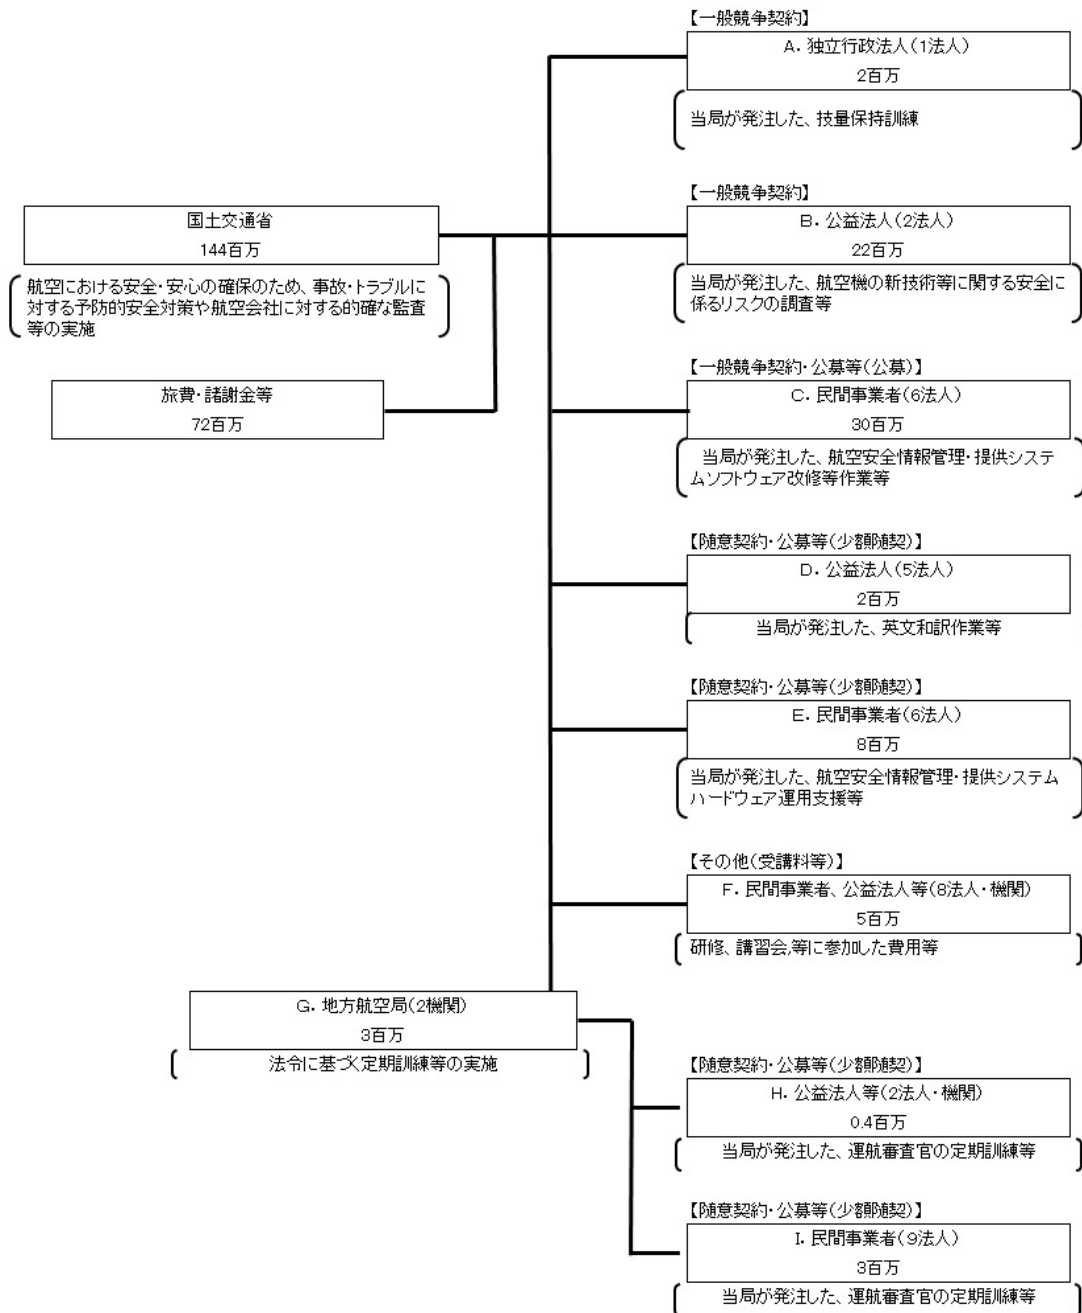 【一般競争契約】
A．独立行政法人（1法人）
2百万
当局が発注した、技量保持訓練
【一般競争契約】
国土交通省
144百万
B．公益法人（2法人）
22百万
航空における安全・安心の確保のため、事故・トラブルに
対する予防的安全対策や航空会社に対する的確な監査
等の実施
当局が発注した、航空機の新技術等に関する安全に
係るリスクの調査等
【一般競争契約・公募等（公募）】
旅費・諸謝金等
72百万
C．民間事業者（6法人）
30百万
当局が発注した、航空安全情報管理・提供システ
ムソフトウェア改修等作業等
【随意契約・公募等（少額随契）】
D．公益法人（5法人）
2百万
当局が発注した、英文和訳作業等
【随意契約・公募等（少額随契）】
E．民間事業者（6法人）
8百万
当局が発注した、航空安全情報管理・提供システム
ハードウェア運用支援等
【その他（受講料等）】
F．民間事業者、公益法人等（8法人・機関）
5百万
研修、講習会,等に参加した費用等
G．地方航空局（2機関）
3百万
法令に基づく定期訓練等の実施
【随意契約・公募等（少額随契）】
H．公益法人等（2法人・機関）
0.4百万
当局が発注した、運航審査官の定期訓練等
【随意契約・公募等（少額随契）】
I．民間事業者（9法人）
3百万
当局が発注した、運航審査官の定期訓練等